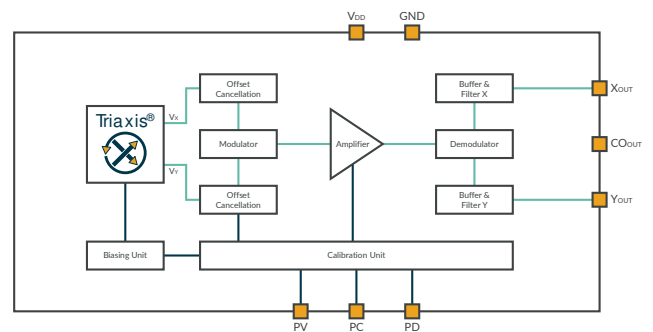 VDD GND
Offset
Cancellation
Buffer &
Filter X
XOUT
Triaxis®
VX
Modulator
Amplifier
Demodulator
COOUT
VY
Offset
Cancellation
Buffer &
Filter Y
YOUT
Biasing Unit
Calibration Unit
PV PC PD